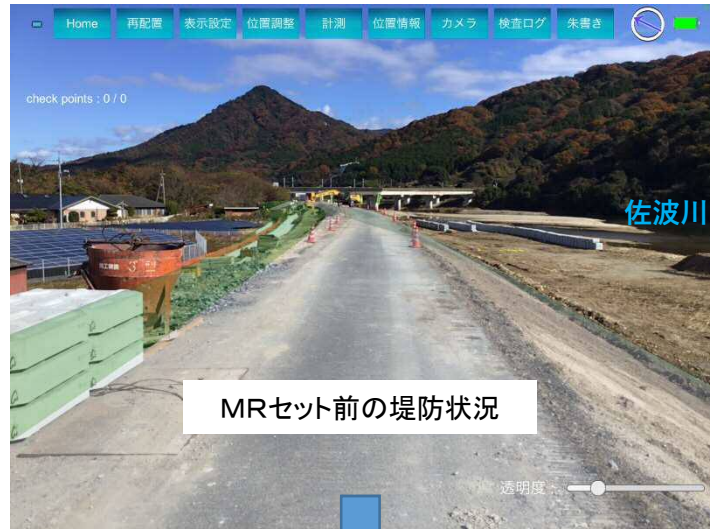 Home 再配置 表示設定 位置調整 計測 位置情報 カメラ 検査ログ 朱書き
check points : 0 / 0
佐波川
3
MRセット前の堤防状況
透明度 :